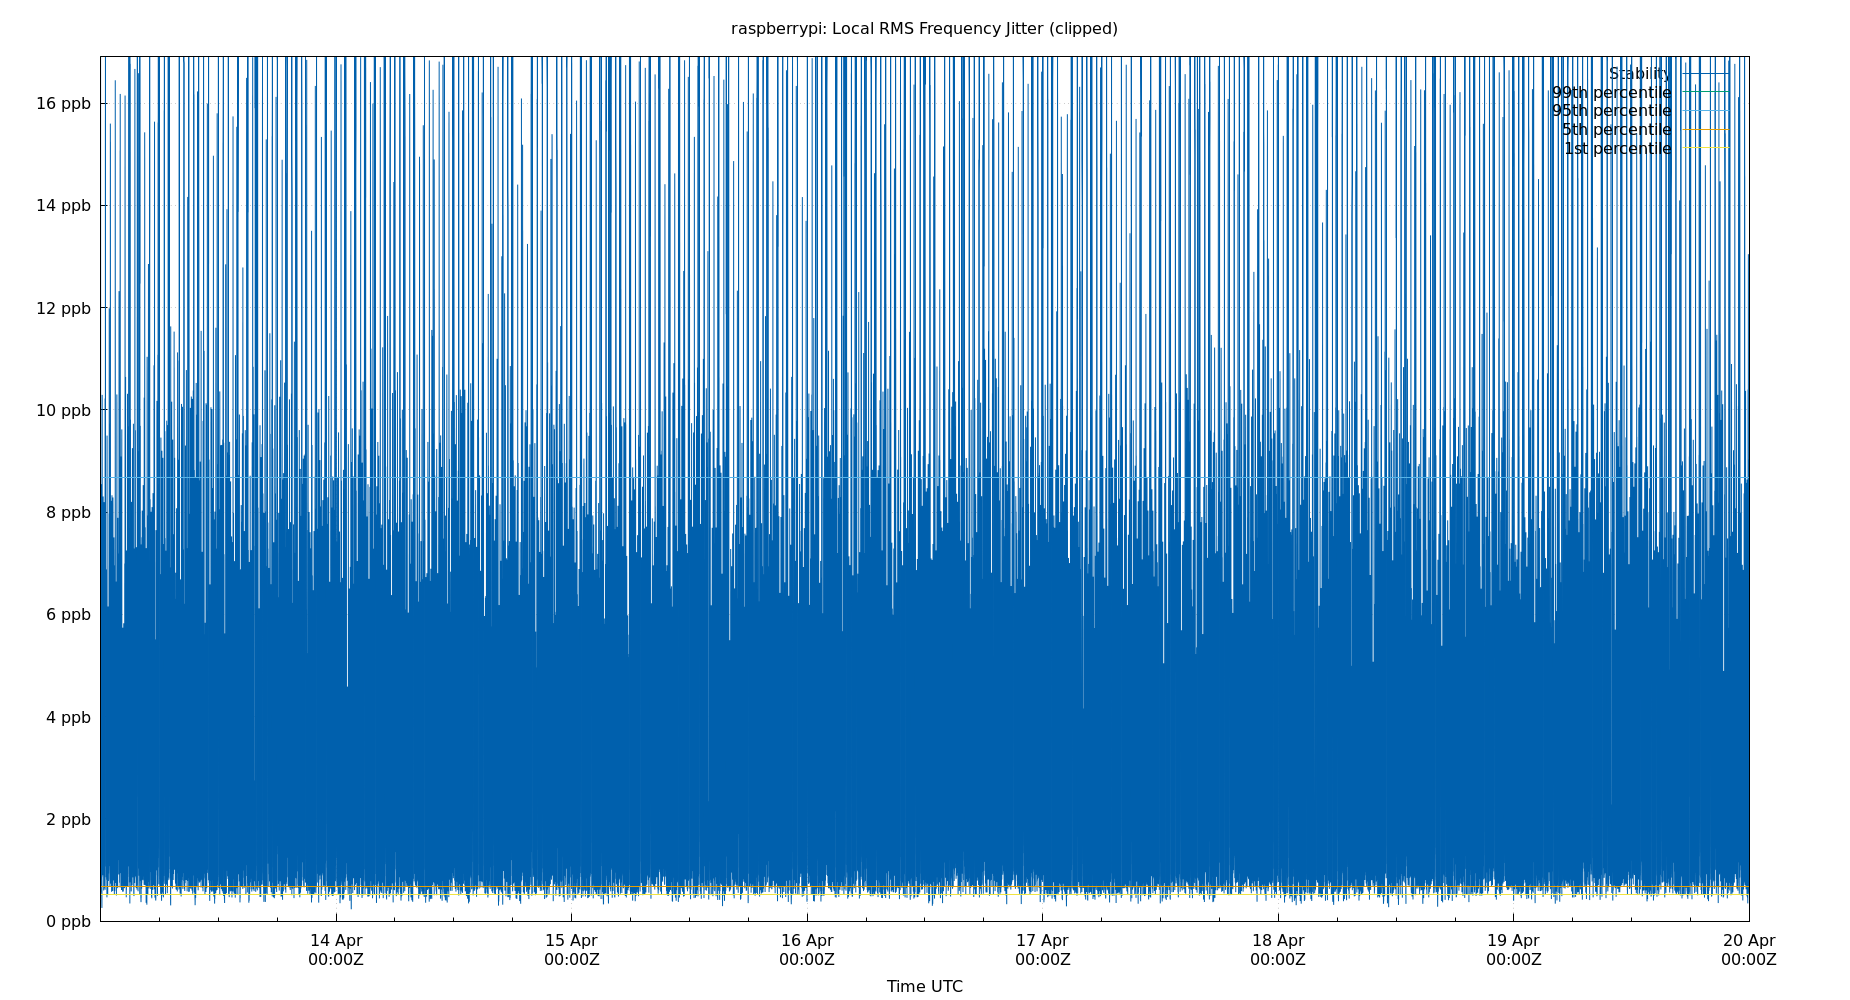 raspberrypi: Local RMS Frequency Jitter (clipped)
Stability
99th percentile
95th percentile
5th percentile
1st percentile
16 ppb
14 ppb
12 ppb
10 ppb
8 ppb
6 ppb
4 ppb
2 ppb
0 ppb
14 Apr 15 Apr 16 Apr 17 Apr 18 Apr 19 Apr 20 Apr
00:00Z 00:00Z 00:00Z 00:00Z 00:00Z 00:00Z 00:00Z
Time UTC